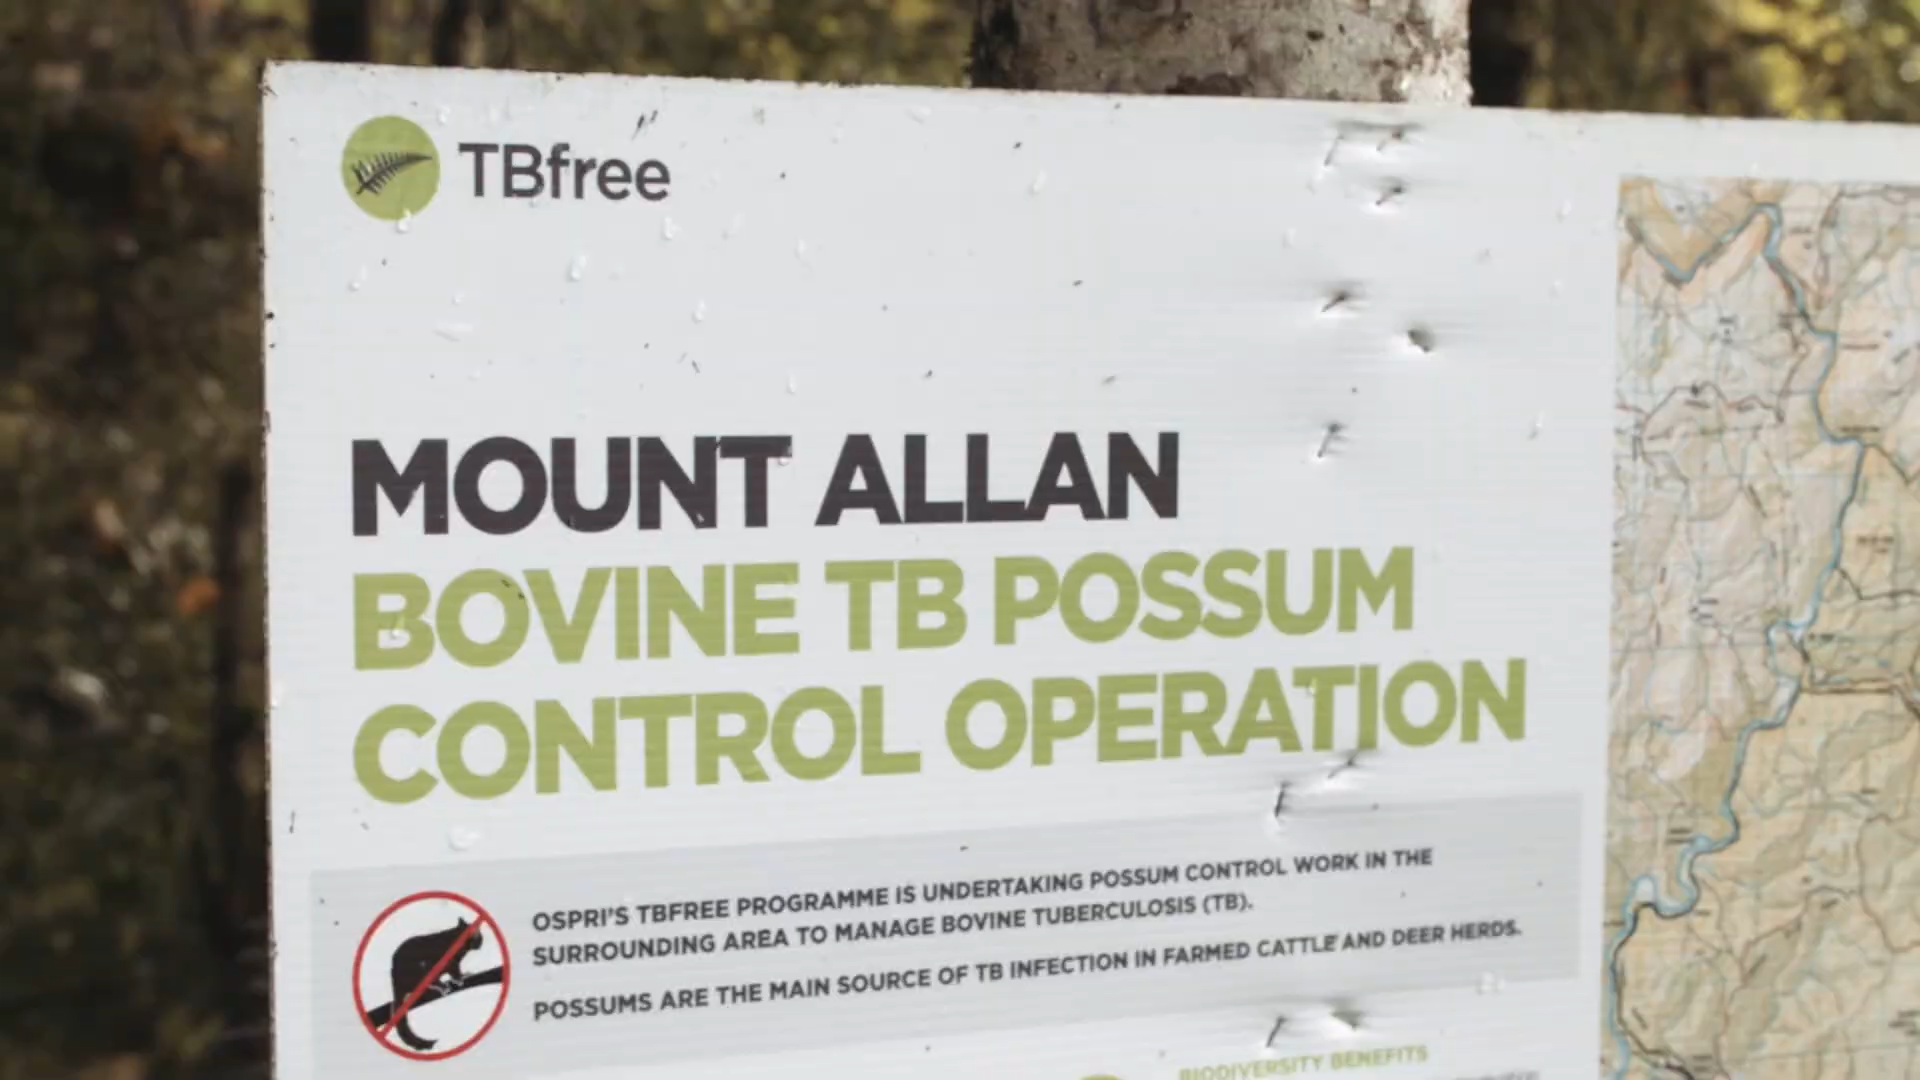 TBfree
MOUNT ALLAN
BOVINE TB POSSUM
CONTROL OPERATION
OSPRI'S TBFREE PROGRAMME IS UNDERTAKING POSSUM CONTROL WORK IN THE
SURROUNDING AREA TO MANAGE BOVINE TUBERCULOSIS (TB).
POSSUMS ARE THE MAIN SOURCE OF TB INFECTION IN FARMED CATTLE AND DEER HERDS.
BIODIVERSITY BENEFITS